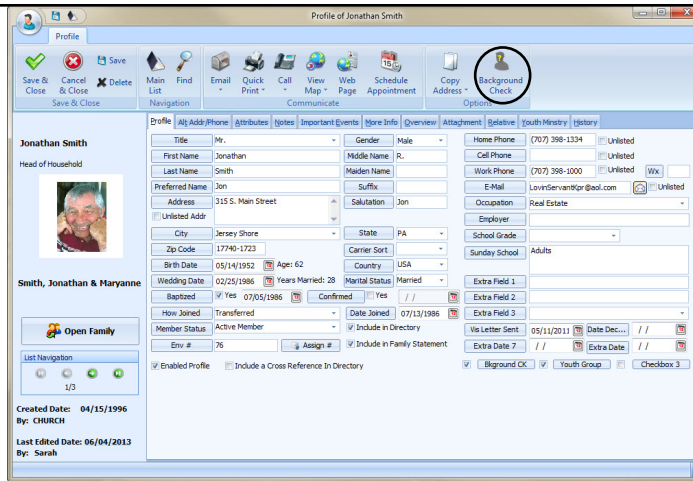 Profile of Jonathan Smith
Profile
Save & Close
Cancel & Close
Save
Delete
Main List
Find
Email
Quick Print
Call
View Map
Web Page
Schedule Appointment
Copy Address
Background Check
Save & Close
Navigation
Communicate
Options
Jonathan Smith
Head of Household
Smith, Jonathan & Maryanne
Open Family
List Navigation
1/3
Created Date: 04/15/1996
By: CHURCH
Last Edited Date: 06/04/2013
By: Sarah
Profile Alt Addr/Phone Attributes Notes Important Events More Info Overview Attachment Relative Youth Minstry History
Title Mr. Gender Male Home Phone (707) 398-1334 Unlisted
First Name Jonathan Middle Name R. Cell Phone Unlisted
Last Name Smith Maiden Name Work Phone (707) 398-1000 Unlisted Wx
Preferred Name Jon Suffix E-Mail LovinServantKpr@aol.com Unlisted
Address 315 S. Main Street Salutation Jon Occupation Real Estate
Unlisted Addr Employer
City Jersey Shore State PA School Grade
Zip Code 17740-1723 Carrier Sort Sunday School Adults
Birth Date 05/14/1952 Age: 62 Country USA
Wedding Date 02/25/1986 Years Married: 28 Marital Status Married Extra Field 1
Baptized Yes 07/05/1986 Confirmed Yes / / Extra Field 2
How Joined Transferred Date Joined 07/13/1986 Extra Field 3
Member Status Active Member Include in Directory Vis Letter Sent 05/11/2011 Date Dec... / /
Env # 76 Assign # Include in Family Statement Extra Date 7 / / Extra Date / /
Enabled Profile Include a Cross Reference In Directory Bkground CK Youth Group Checkbox 3